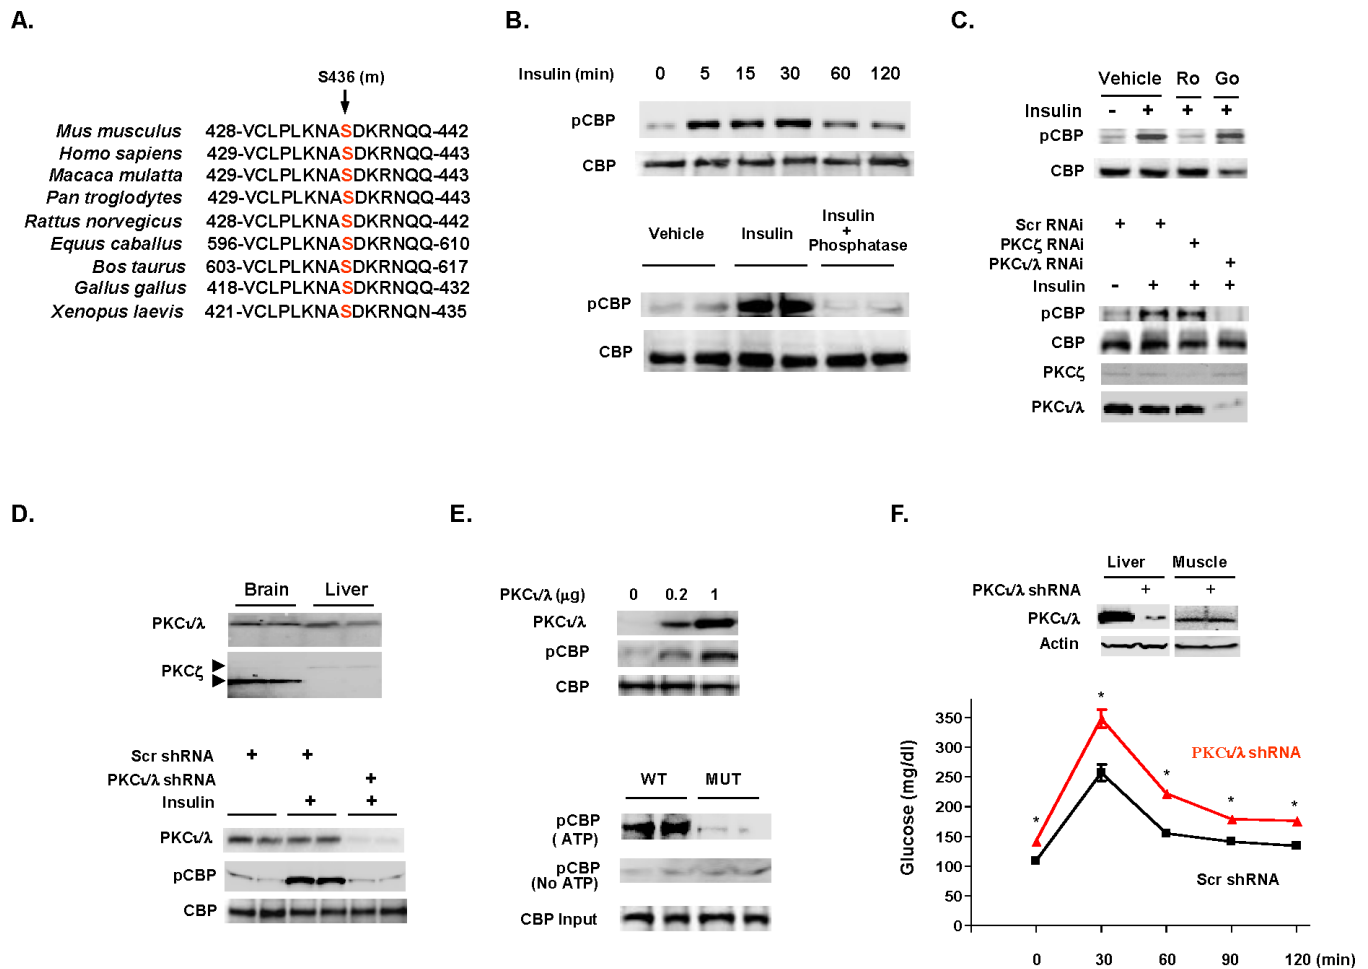 A.
S436 (m)
Mus musculus 428-VCLPLKNASDKRNQQ-442
Homo sapiens 429-VCLPLKNASDKRNQQ-443
Macaca mulatta 429-VCLPLKNASDKRNQQ-443
Pan troglodytes 429-VCLPLKNASDKRNQQ-443
Rattus norvegicus 428-VCLPLKNASDKRNQQ-442
Equus caballus 596-VCLPLKNASDKRNQQ-610
Bos taurus 603-VCLPLKNASDKRNQQ-617
Gallus gallus 418-VCLPLKNASDKRNQQ-432
Xenopus laevis 421-VCLPLKNASDKRNQN-435
B.
Insulin (min) 0 5 15 30 60 120
pCBP
CBP
Vehicle Insulin Insulin
+
Phosphatase
pCBP
CBP
C.
Vehicle Ro Go
Insulin - + + +
pCBP
CBP
Scr RNAi + +
PKCζ RNAi +
PKCι/λ RNAi +
Insulin - + + +
pCBP
CBP
PKCζ
PKCι/λ
D.
Brain Liver
PKCι/λ
PKCζ
Scr shRNA + +
PKCι/λ shRNA +
Insulin + +
PKCι/λ
pCBP
CBP
E.
PKCι/λ (µg) 0 0.2 1
PKCι/λ
pCBP
CBP
WT MUT
pCBP
( ATP)
pCBP
(No ATP)
CBP Input
F.
Liver Muscle
PKCι/λ shRNA + +
PKCι/λ
Actin
Glucose (mg/dl)
350
300
250
200
150
100
50
0
* * * * *
PKCι/λ shRNA
Scr shRNA
0 30 60 90 120 (min)